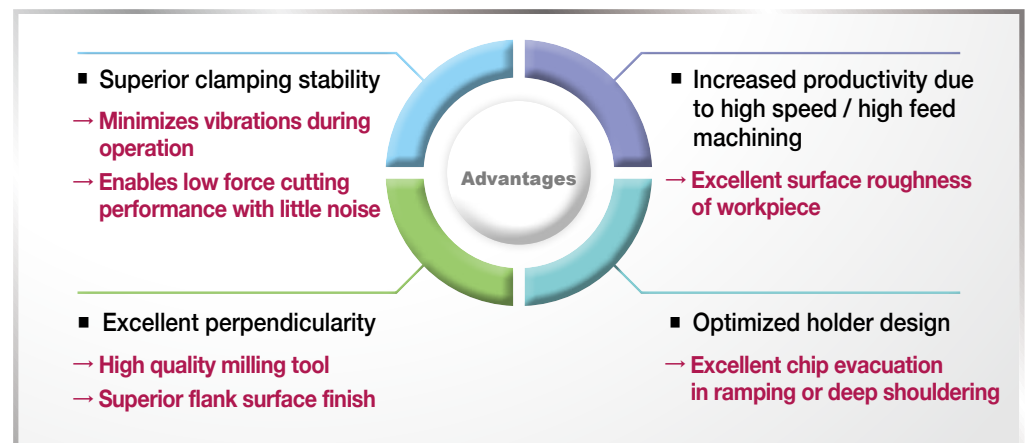 ■ Superior clamping stability
→ Minimizes vibrations during
operation
→ Enables low force cutting
performance with little noise
Advantages
■ Increased productivity due
to high speed / high feed
machining
→ Excellent surface roughness
of workpiece
■ Excellent perpendicularity
→ High quality milling tool
→ Superior flank surface finish
■ Optimized holder design
→ Excellent chip evacuation
in ramping or deep shouldering